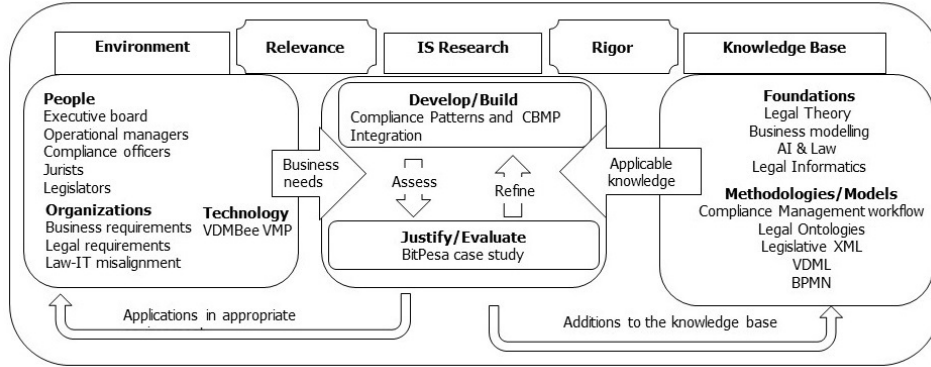 Environment
Relevance
IS Research
Rigor
Knowledge Base
People
Executive board
Operational managers
Compliance officers
Jurists
Legislators
Organizations
Business requirements
Legal requirements
Law-IT misalignment
Technology
VDMBee VMP
Business
needs
Develop/Build
Compliance Patterns and CBMP
Integration
Assess
Refine
Justify/Evaluate
BitPesa case study
Applicable
knowledge
Foundations
Legal Theory
Business modelling
AI & Law
Legal Informatics
Methodologies/Models
Compliance Management workflow
Legal Ontologies
Legislative XML
VDML
BPMN
Applications in appropriate
Additions to the knowledge base